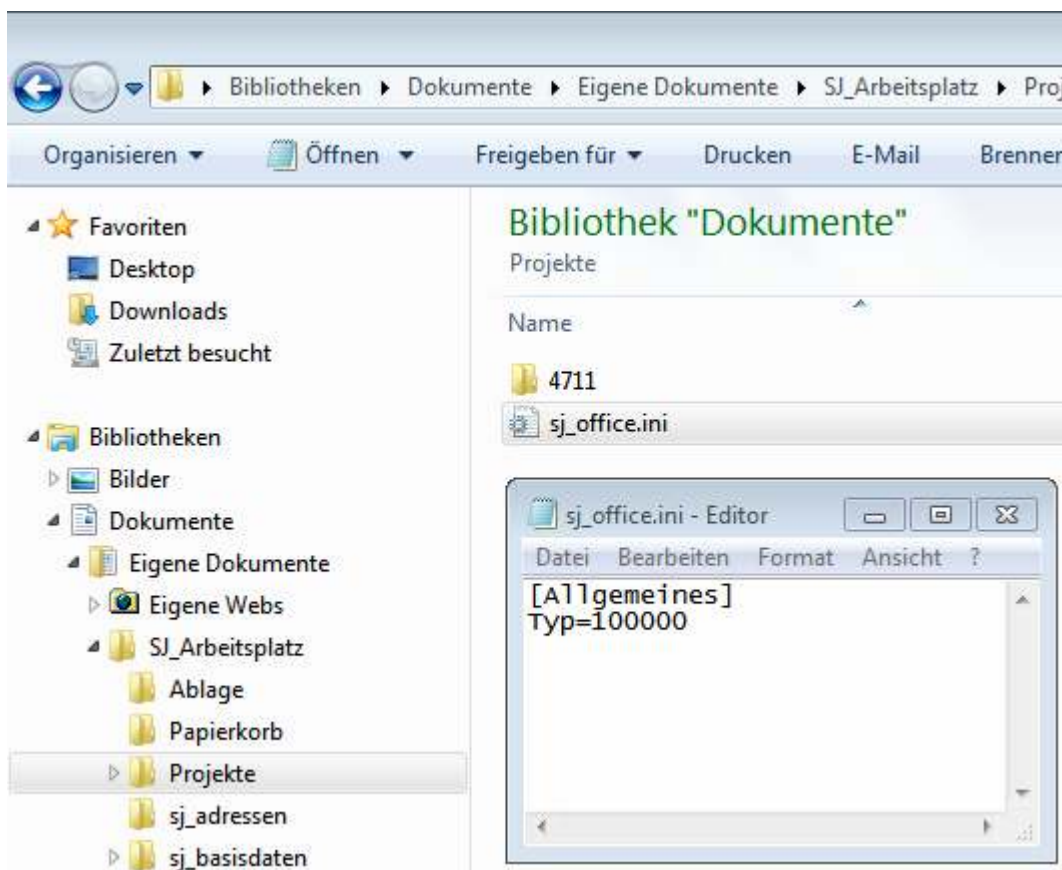 Bibliotheken Dokumente Eigene Dokumente SJ_Arbeitsplatz Proj
Organisieren Öffnen Freigeben für Drucken E-Mail Brennen
Favoriten
Desktop
Downloads
Zuletzt besucht
Bibliotheken
Bilder
Dokumente
Eigene Dokumente
Eigene Webs
SJ_Arbeitsplatz
Ablage
Papierkorb
Projekte
sj_adressen
sj_basisdaten
Bibliothek "Dokumente"
Projekte
Name
4711
sj_office.ini
sj_office.ini - Editor
Datei Bearbeiten Format Ansicht ?
[Allgemeines]
Typ=100000